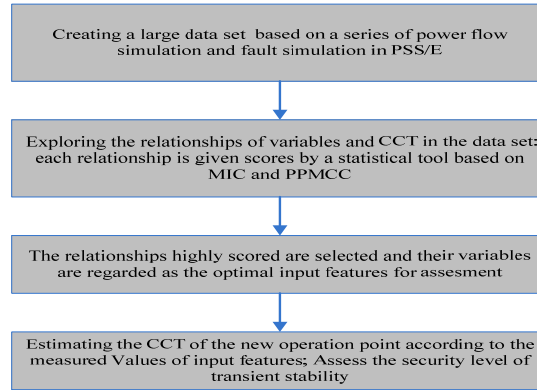 Creating a large data set based on a series of power flow
simulation and fault simulation in PSS/E
Exploring the relationships of variables and CCT in the data set:
each relationship is given scores by a statistical tool based on
MIC and PPMCC
The relationships highly scored are selected and their variables
are regarded as the optimal input features for assesment
Estimating the CCT of the new operation point according to the
measured Values of input features; Assess the security level of
transient stability